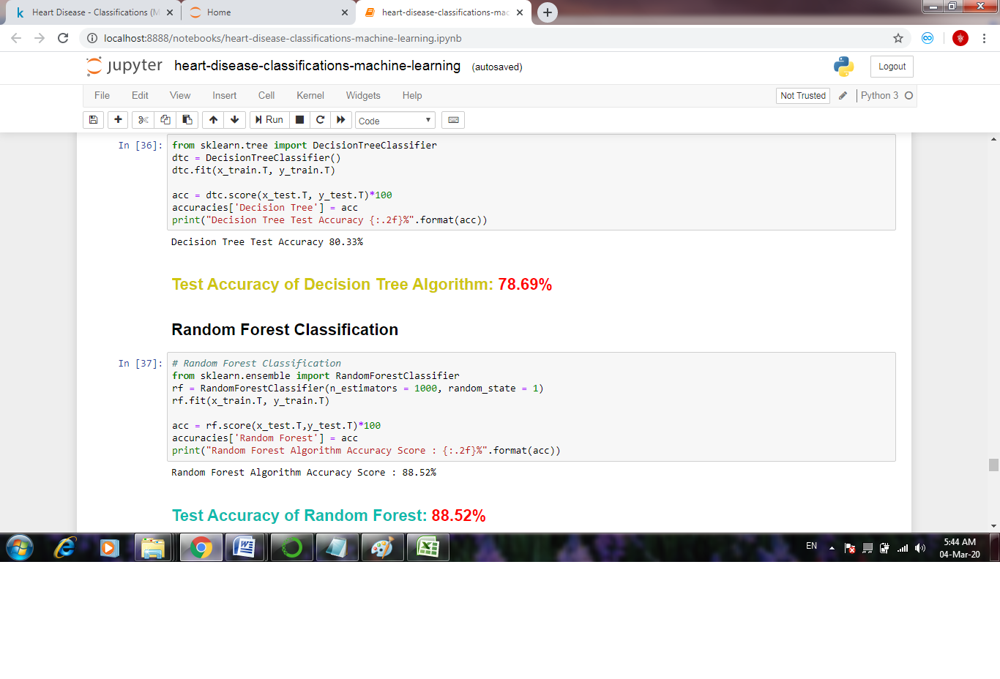 Heart Disease - Classifications (M
Home
heart-disease-classifications-mac
localhost:8888/notebooks/heart-disease-classifications-machine-learning.ipynb
jupyter heart-disease-classifications-machine-learning (autosaved)
Logout
File Edit View Insert Cell Kernel Widgets Help
Not Trusted
Python 3
Run
Code
In [36]:
from sklearn.tree import DecisionTreeClassifier
dtc = DecisionTreeClassifier()
dtc.fit(x_train.T, y_train.T)
acc = dtc.score(x_test.T, y_test.T)*100
accuracies['Decision Tree'] = acc
print("Decision Tree Test Accuracy {:.2f}%".format(acc))
Decision Tree Test Accuracy 80.33%
Test Accuracy of Decision Tree Algorithm: 78.69%
Random Forest Classification
In [37]:
# Random Forest Classification
from sklearn.ensemble import RandomForestClassifier
rf = RandomForestClassifier(n_estimators = 1000, random_state = 1)
rf.fit(x_train.T, y_train.T)
acc = rf.score(x_test.T,y_test.T)*100
accuracies['Random Forest'] = acc
print("Random Forest Algorithm Accuracy Score : {:.2f}%".format(acc))
Random Forest Algorithm Accuracy Score : 88.52%
Test Accuracy of Random Forest: 88.52%
EN
5:44 AM
04-Mar-20